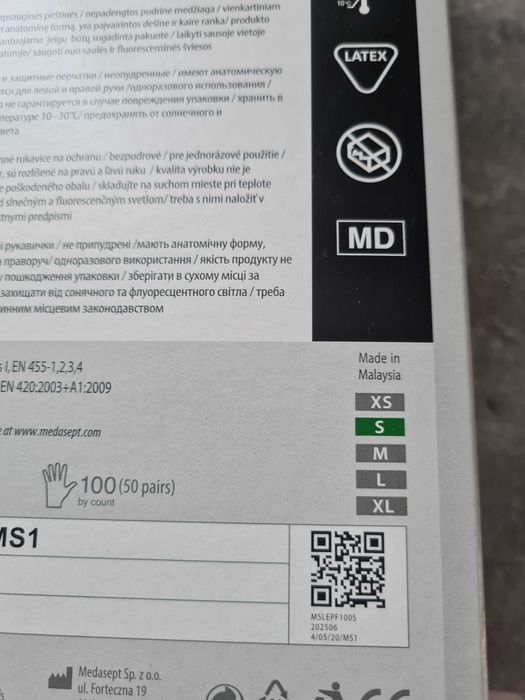 apsauginės pirštinės / nepadengtos pudrine medžiaga / vienkartiniam
anatominę formą, yra paįvairintos dešine ir kaire ranka/ produkto
antuojama jeigu būtų sugadinta pakuotė / laikyti sausoje vietoje
saugoti nuo saulės ir fluorescensinės šviesos
10°C
и защитные перчатки / неопудренные / имеют анатомическую
для левой и правой руки /одноразового использования /
не гарантируется в случае повреждения упаковки / хранить в
пературе 10–30°C/ предохранять от солнечного и
вета
LATEX
né rukavice na ochranu / bezpudrové / pre jednorázové použitie /
, sú rozlíšené na pravú a ľavú ruku / kvalita výrobku nie je
e poškodeného obalu / skladujte na suchom mieste pri teplote
d slnečným a fluorescenčným svetlom/ treba s nimi naložiť v
stnymi predpismi
MD
і рукавички / не припудрені /мають анатомічну форму,
праворуч/ одноразового використання / якість продукту не
пошкодження упаковки / зберігати в сухому місці за
захищати від сонячного та флуоресцентного світла / треба
инним місцевим законодавством
s I, EN 455-1,2,3,4
EN 420:2003+A1:2009
e at www.medasept.com
Made in
Malaysia
XS
S
M
L
XL
100 (50 pairs)
by count
MS1
MSLEPF100S
202506
4/05/20/MS1
Medasept Sp. z o.o.
ul. Forteczna 19